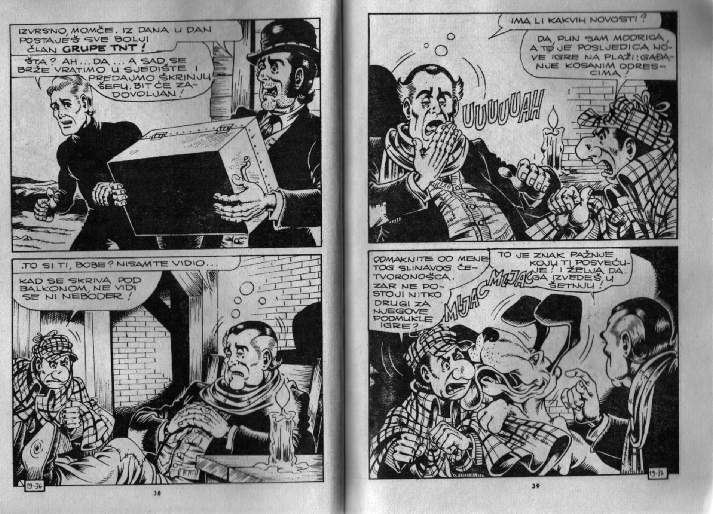 IZVRSNO, MOMČE. IZ DANA U DAN
POSTAJEŠ SVE BOLJI
ČLAN GRUPE TNT!
ŠTA? AH... DA... A SAD SE
BRŽE VRATIMO U SJEDIŠTE I
PREDAJMO ŠKRINJU
ŠEFU, BIT ĆE ZA-
DOVOLJAN!
TO SI TI, BOBE? NISAM TE VIDIO...
KAD SE SKRIVA POD
BALKONOM, NE VIDI
SE NI NEBODER!
38
IMA LI KAKVIH NOVOSTI?
DA, PUN SAM MODRICA,
A TO JE POSLJEDICA NO-
VE IGRE NA PLAŽI: GAĐA-
NJE KOSANIM ODRES-
CIMA!
UUUUUAH
ODMAKNITE OD MENE
TOG SLINAVOG ČE-
TVORONOŠCA.
ZAR NE PO-
STOJI NITKO
DRUGI ZA
NJEGOVE
PODMUKLE
IGRE?
MLJAC MLJAC
TO JE ZNAK PAŽNJE
KOJU TI POSVEĆU-
JE! I ŽELJA DA
GA IZVEDEŠ U
ŠETNJU!
39